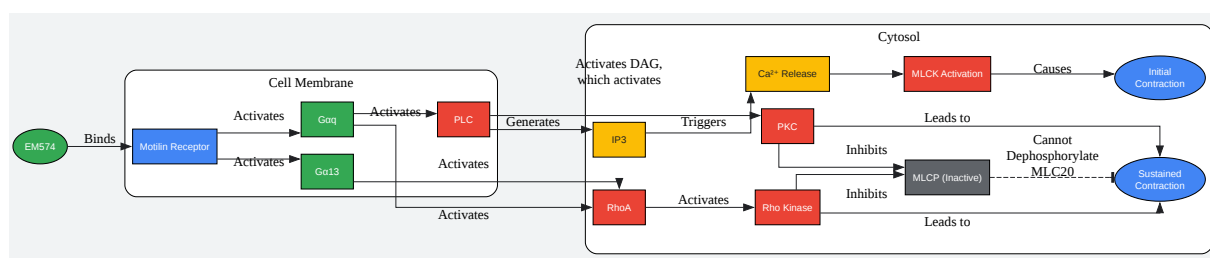 Cytosol
Activates DAG,
which activates
Ca²⁺ Release
MLCK Activation
Causes
Initial
Contraction
Cell Membrane
Activates
Gαq
Activates
PLC
Generates
IP3
Triggers
PKC
Leads to
EM574
Binds
Motilin Receptor
Activates
Gα13
Activates
Activates
RhoA
Activates
Rho Kinase
Inhibits
Inhibits
MLCP (Inactive)
Cannot
Dephosphorylate
MLC20
Sustained
Contraction
Leads to